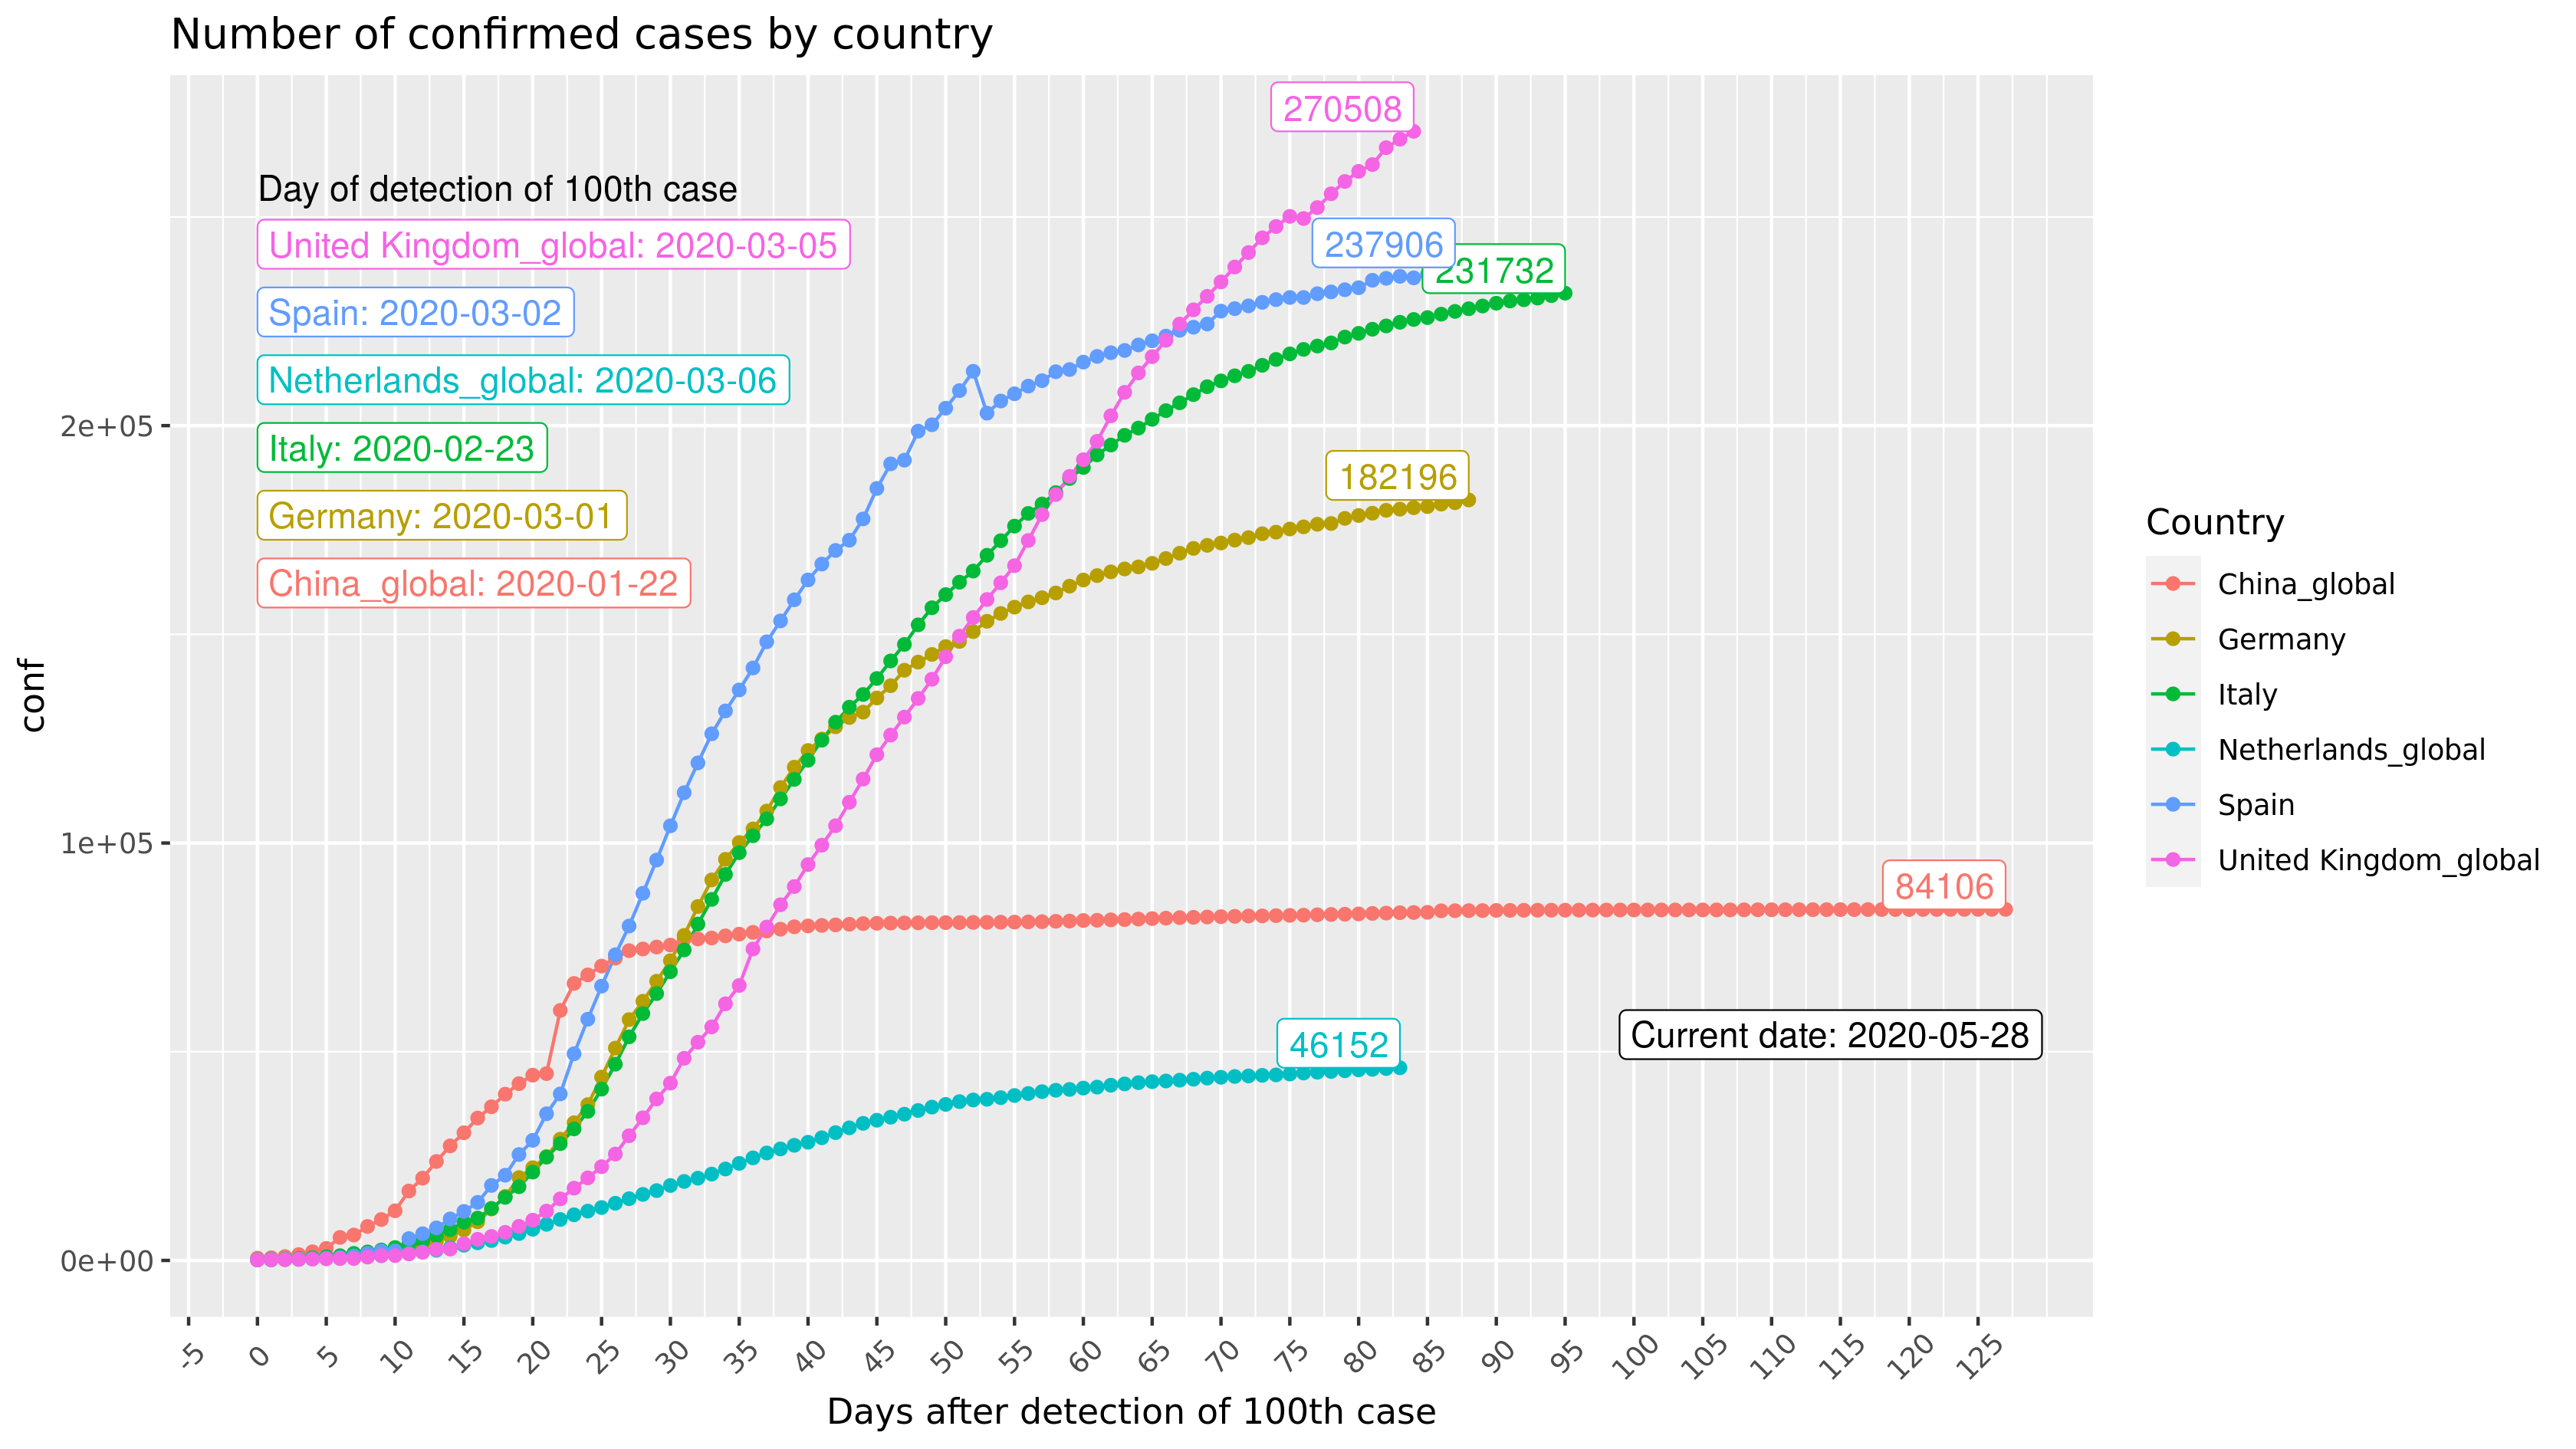 Number of confirmed cases by country
270508
Day of detection of 100th case
United Kingdom_global: 2020-03-05
237906
231732
Spain: 2020-03-02
Netherlands_global: 2020-03-06
2e+05
Italy: 2020-02-23
182196
Germany: 2020-03-01
China_global: 2020-01-22
conf
1e+05
84106
Current date: 2020-05-28
46152
0e+00
-5 0 5 10 15 20 25 30 35 40 45 50 55 60 65 70 75 80 85 90 95 100 105 110 115 120 125
Days after detection of 100th case
Country
China_global
Germany
Italy
Netherlands_global
Spain
United Kingdom_global